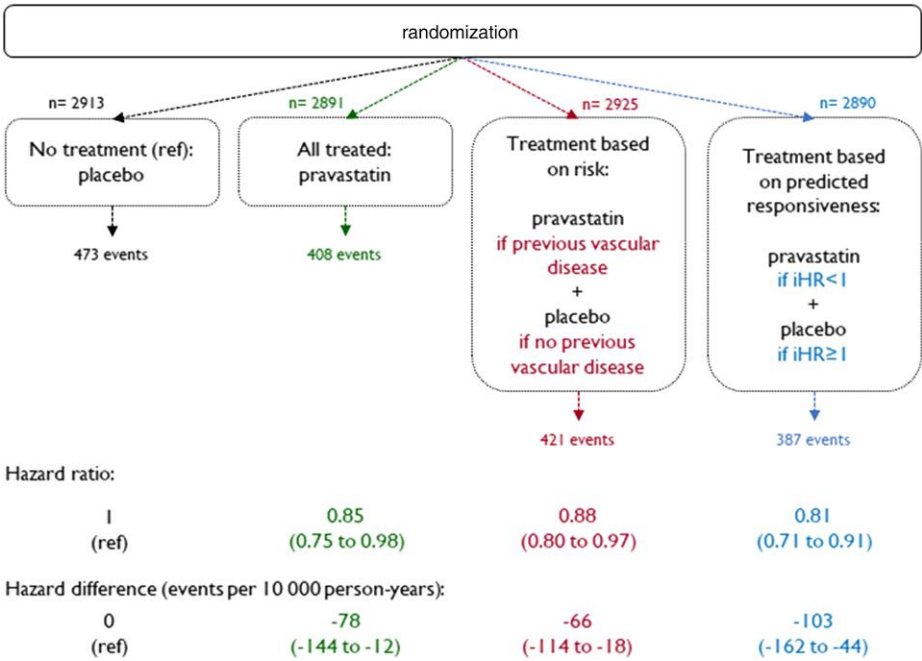 randomization
n= 2913
n= 2891
n= 2925
n= 2890
No treatment (ref):
placebo
473 events
All treated:
pravastatin
408 events
Treatment based
on risk:
pravastatin
if previous vascular
disease
+
placebo
if no previous
vascular disease
421 events
Treatment based
on predicted
responsiveness:
pravastatin
if iHR<1
+
placebo
if iHR≥1
387 events
Hazard ratio:
1 0.85 0.88 0.81
(ref) (0.75 to 0.98) (0.80 to 0.97) (0.71 to 0.91)
Hazard difference (events per 10 000 person-years):
0 -78 -66 -103
(ref) (-144 to -12) (-114 to -18) (-162 to -44)